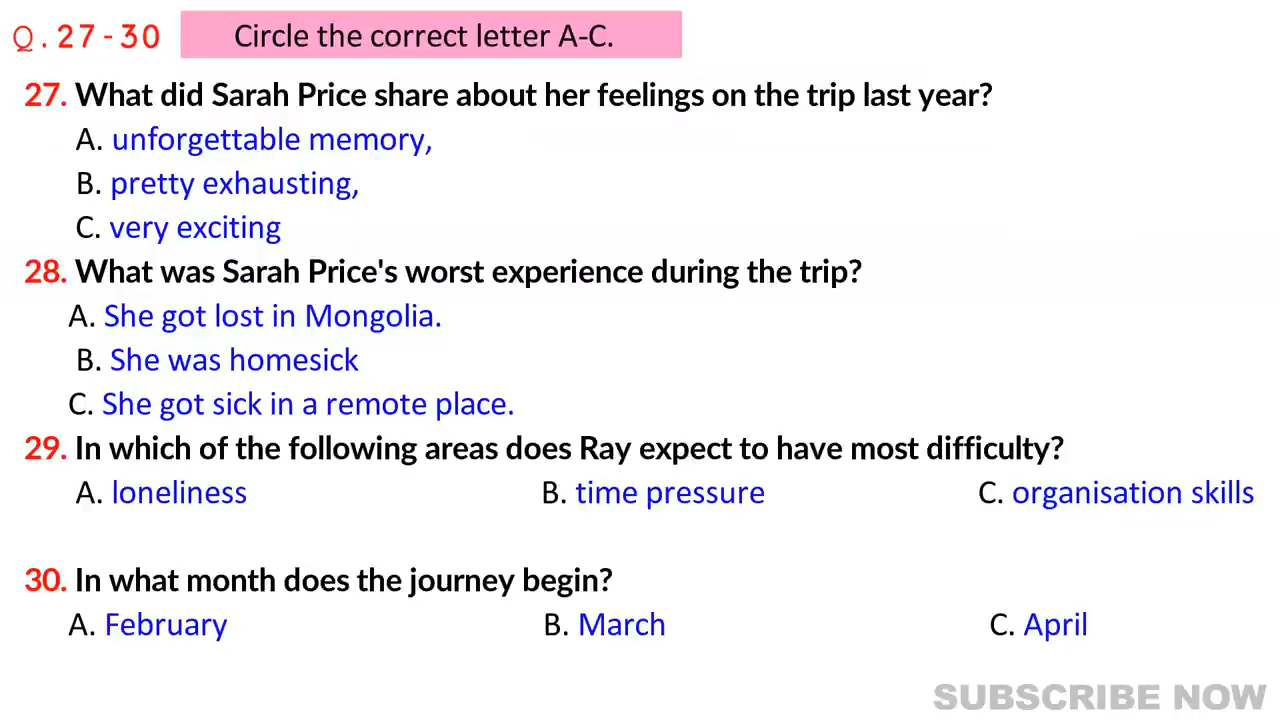 Q.27-30 Circle the correct letter A-C.
27. What did Sarah Price share about her feelings on the trip last year?
A. unforgettable memory,
B. pretty exhausting,
C. very exciting
28. What was Sarah Price's worst experience during the trip?
A. She got lost in Mongolia.
B. She was homesick
C. She got sick in a remote place.
29. In which of the following areas does Ray expect to have most difficulty?
A. loneliness B. time pressure C. organisation skills
30. In what month does the journey begin?
A. February B. March C. April
SUBSCRIBE NOW